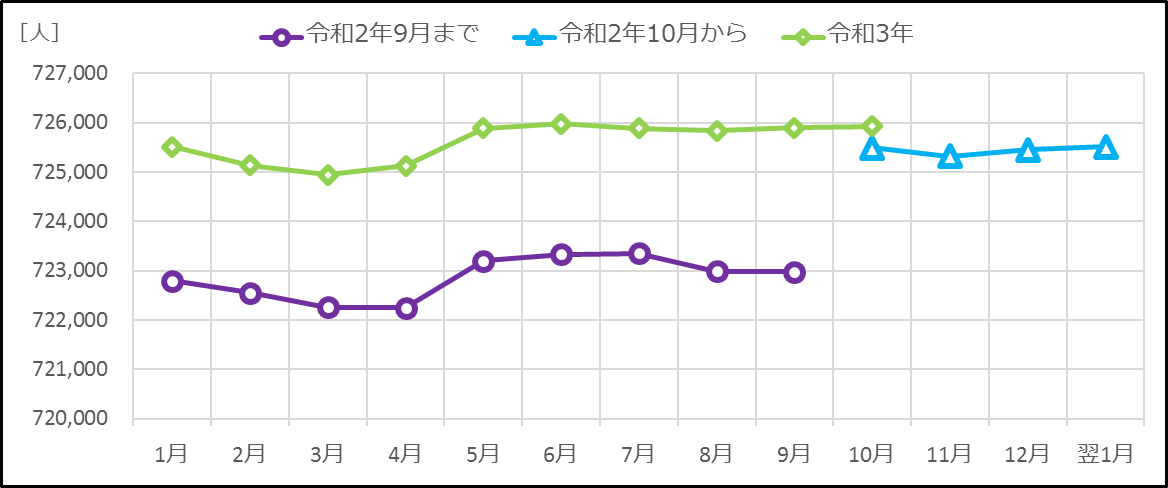 [人]
令和2年9月まで 令和2年10月から 令和3年
727,000
726,000
725,000
724,000
723,000
722,000
721,000
720,000
1月 2月 3月 4月 5月 6月 7月 8月 9月 10月 11月 12月 翌1月